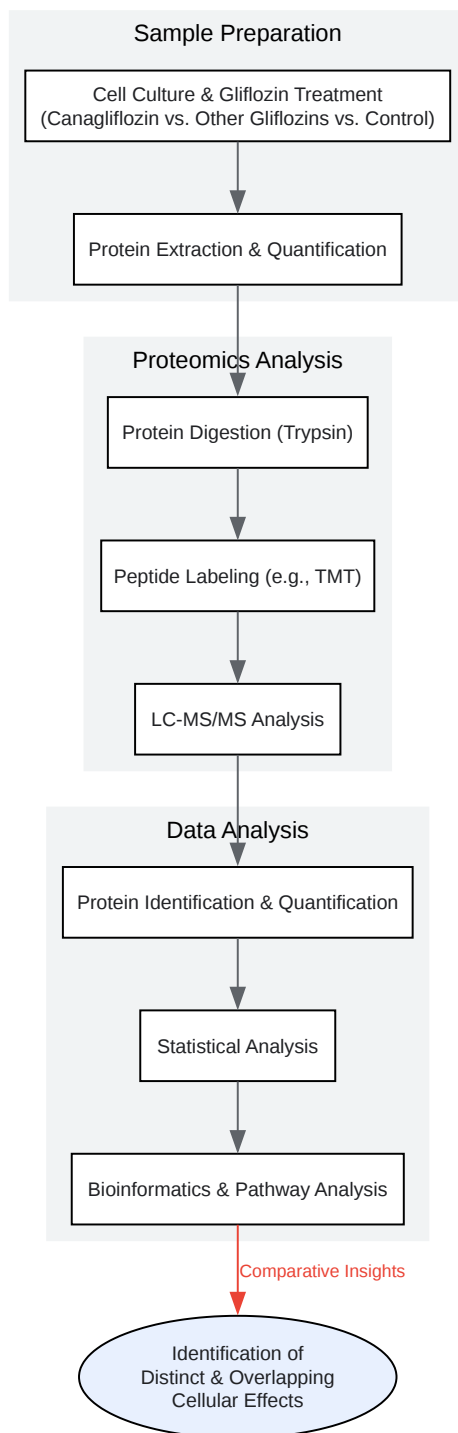 Sample Preparation
Cell Culture & Gliflozin Treatment
(Canagliflozin vs. Other Gliflozins vs. Control)
Protein Extraction & Quantification
Proteomics Analysis
Protein Digestion (Trypsin)
Peptide Labeling (e.g., TMT)
LC-MS/MS Analysis
Data Analysis
Protein Identification & Quantification
Statistical Analysis
Bioinformatics & Pathway Analysis
Comparative Insights
Identification of
Distinct & Overlapping
Cellular Effects